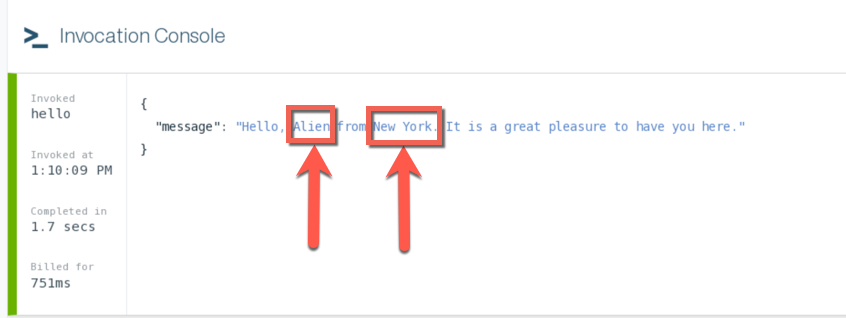 >_ Invocation Console
Invoked
hello
Invoked at
1:10:09 PM
Completed in
1.7 secs
Billed for
751ms
{
"message": "Hello, Alien from New York. It is a great pleasure to have you here."
}